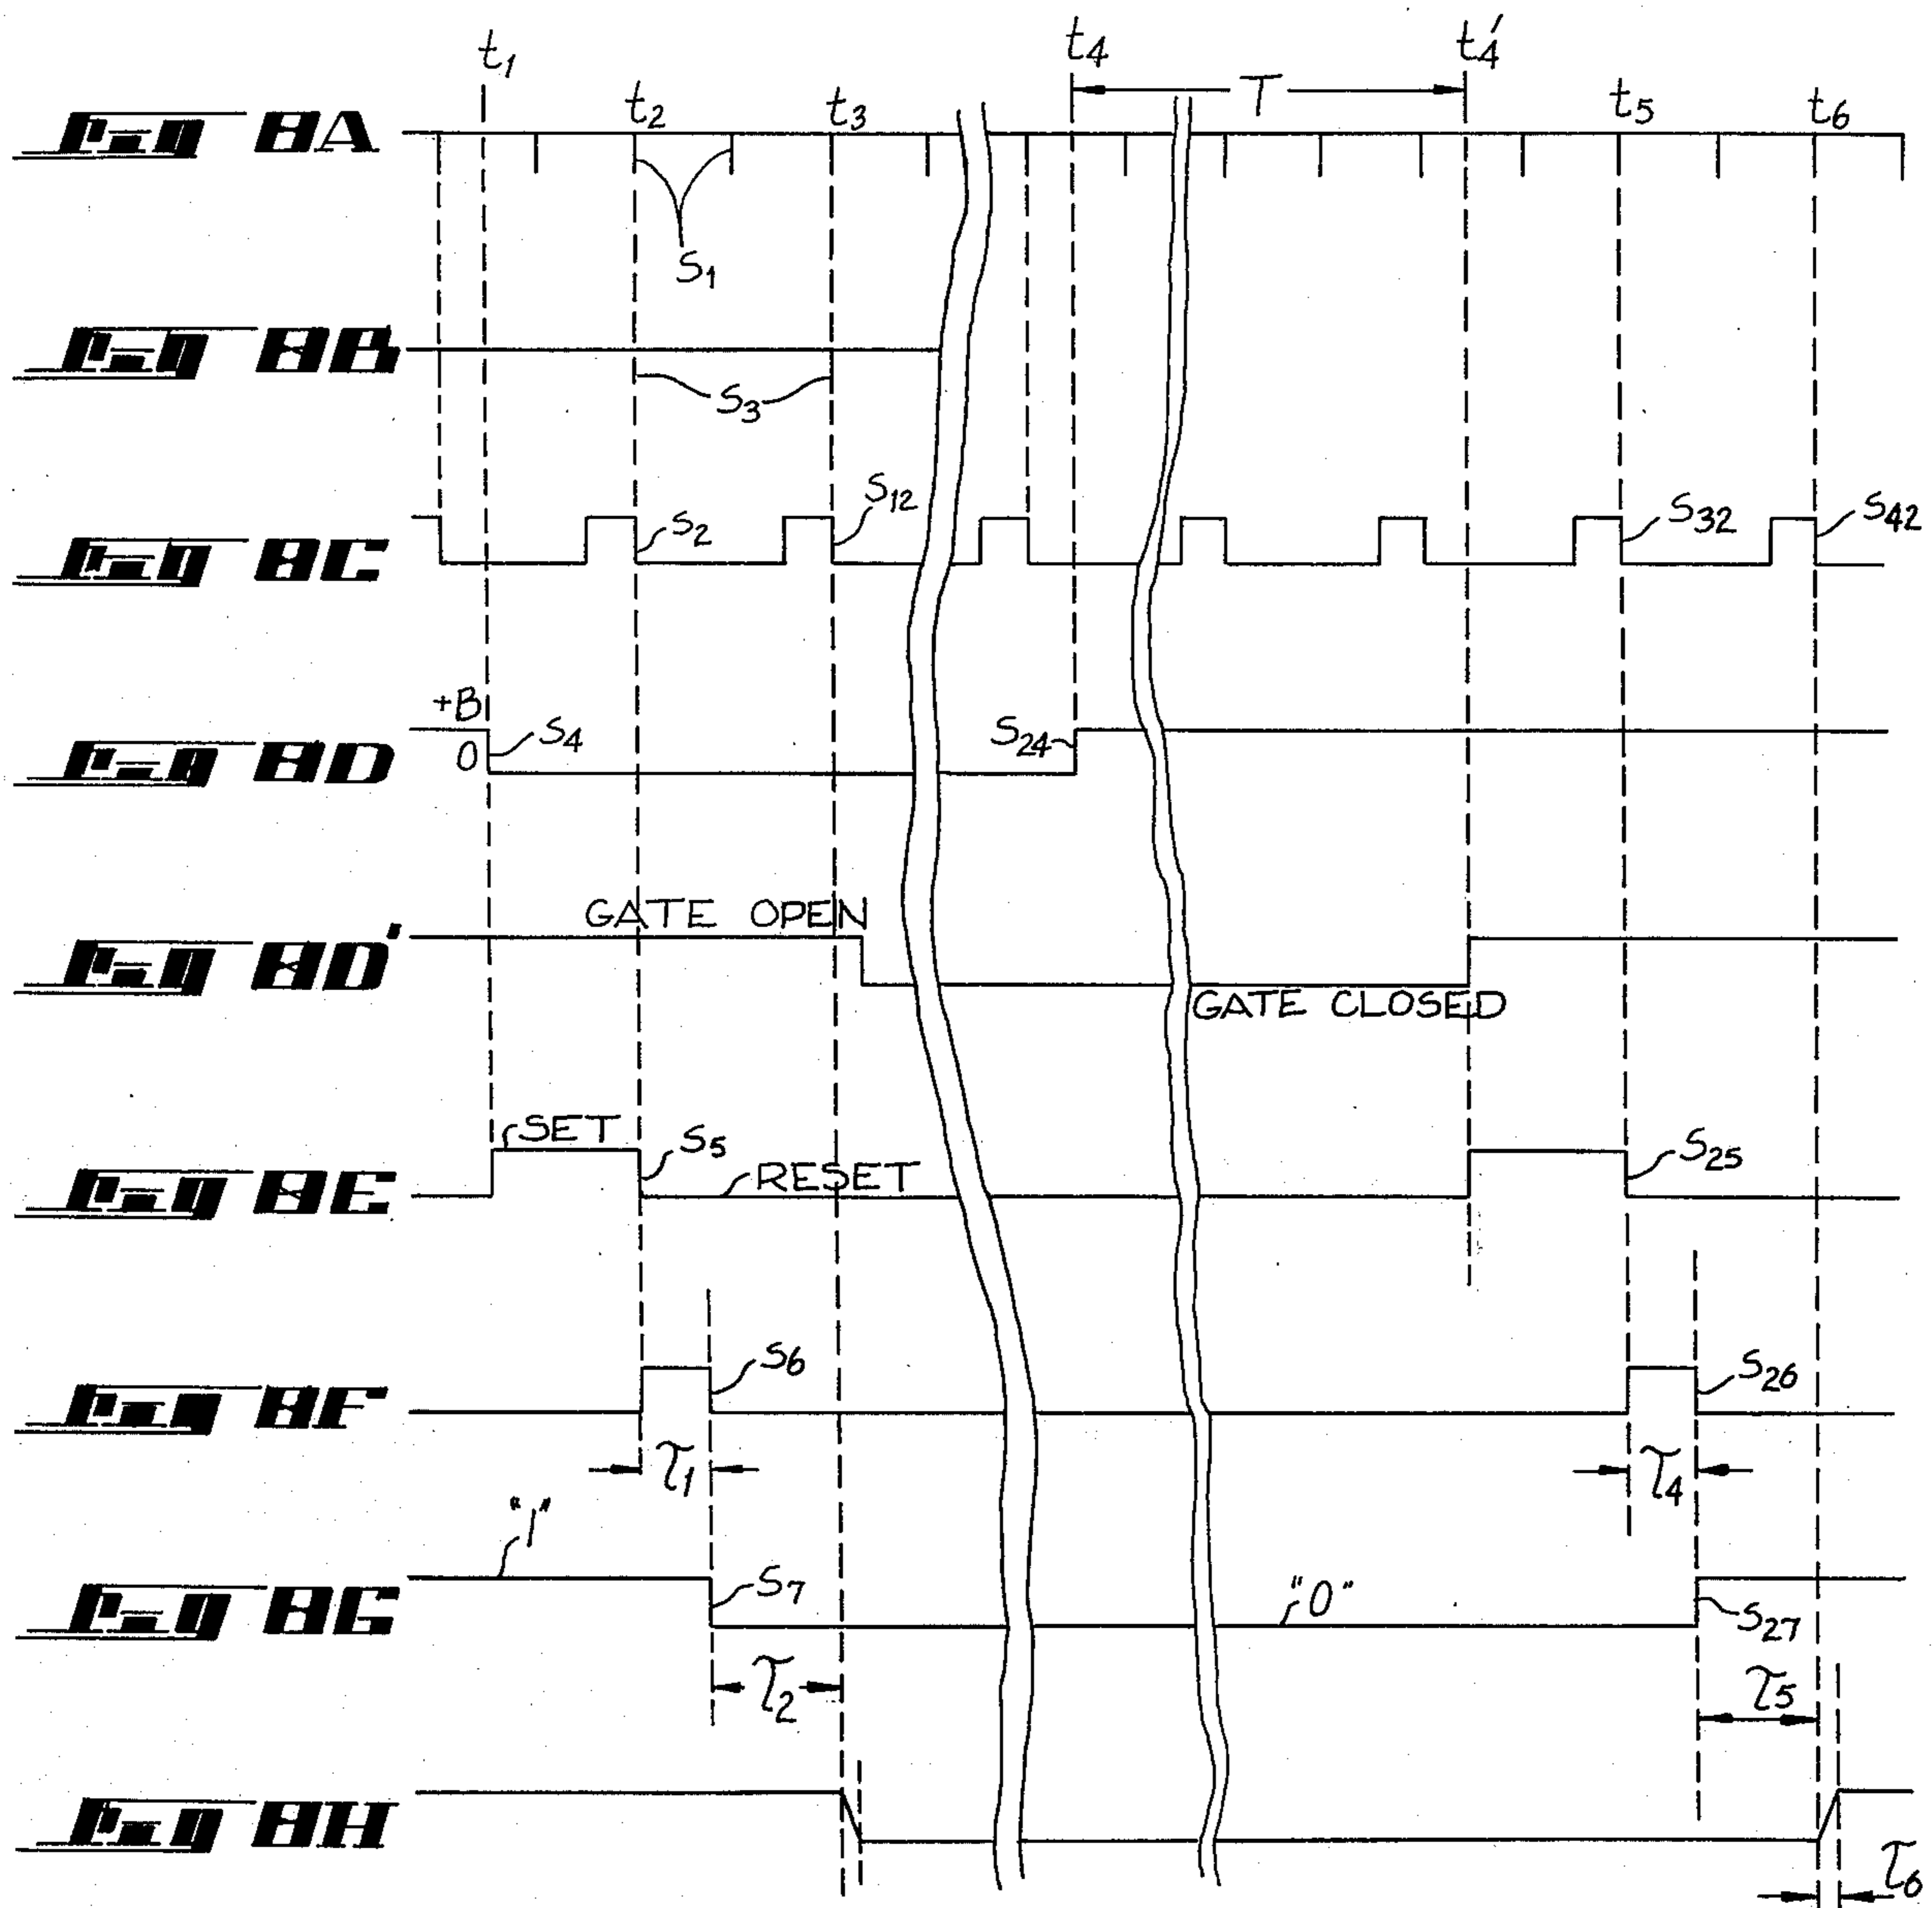 t₁ t₄ T t₄′
Fig 8A t₂ t₃ t₅ t₆
S₁
Fig 8B
S₃
Fig 8C S₂ S₁₂ S₃₂ S₄₂
+B
Fig 8D 0 S₄ S₂₄
GATE OPEN
Fig 8D'
GATE CLOSED
SET
Fig 8E S₅ RESET S₂₅
Fig 8F S₆ S₂₆
τ₁ τ₄
"1"
Fig 8G S₇ "0" S₂₇
τ₂ τ₅
Fig 8H
τ₆